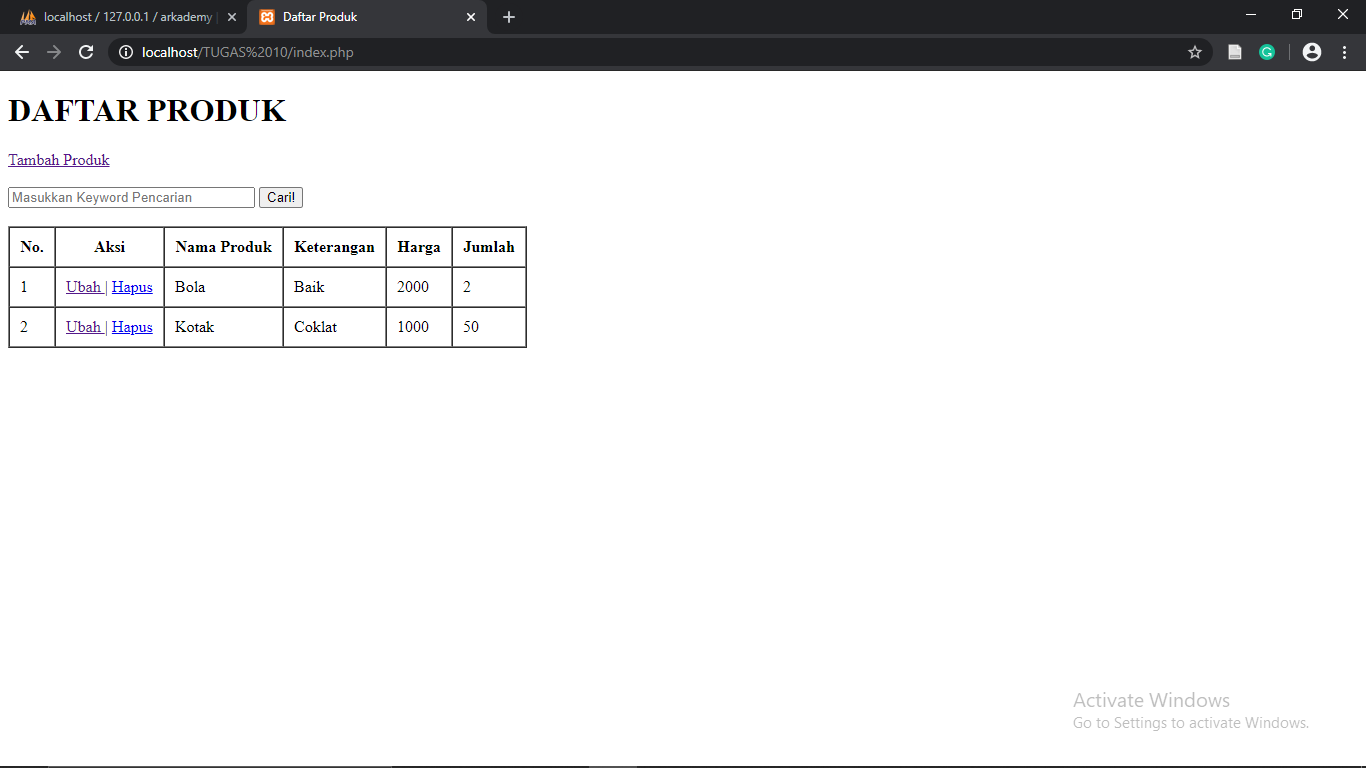 localhost / 127.0.0.1 / arkademy |
Daftar Produk
localhost/TUGAS%2010/index.php
DAFTAR PRODUK
Tambah Produk
Masukkan Keyword Pencarian Cari!
No. Aksi Nama Produk Keterangan Harga Jumlah
1 Ubah | Hapus Bola Baik 2000 2
2 Ubah | Hapus Kotak Coklat 1000 50
Activate Windows
Go to Settings to activate Windows.